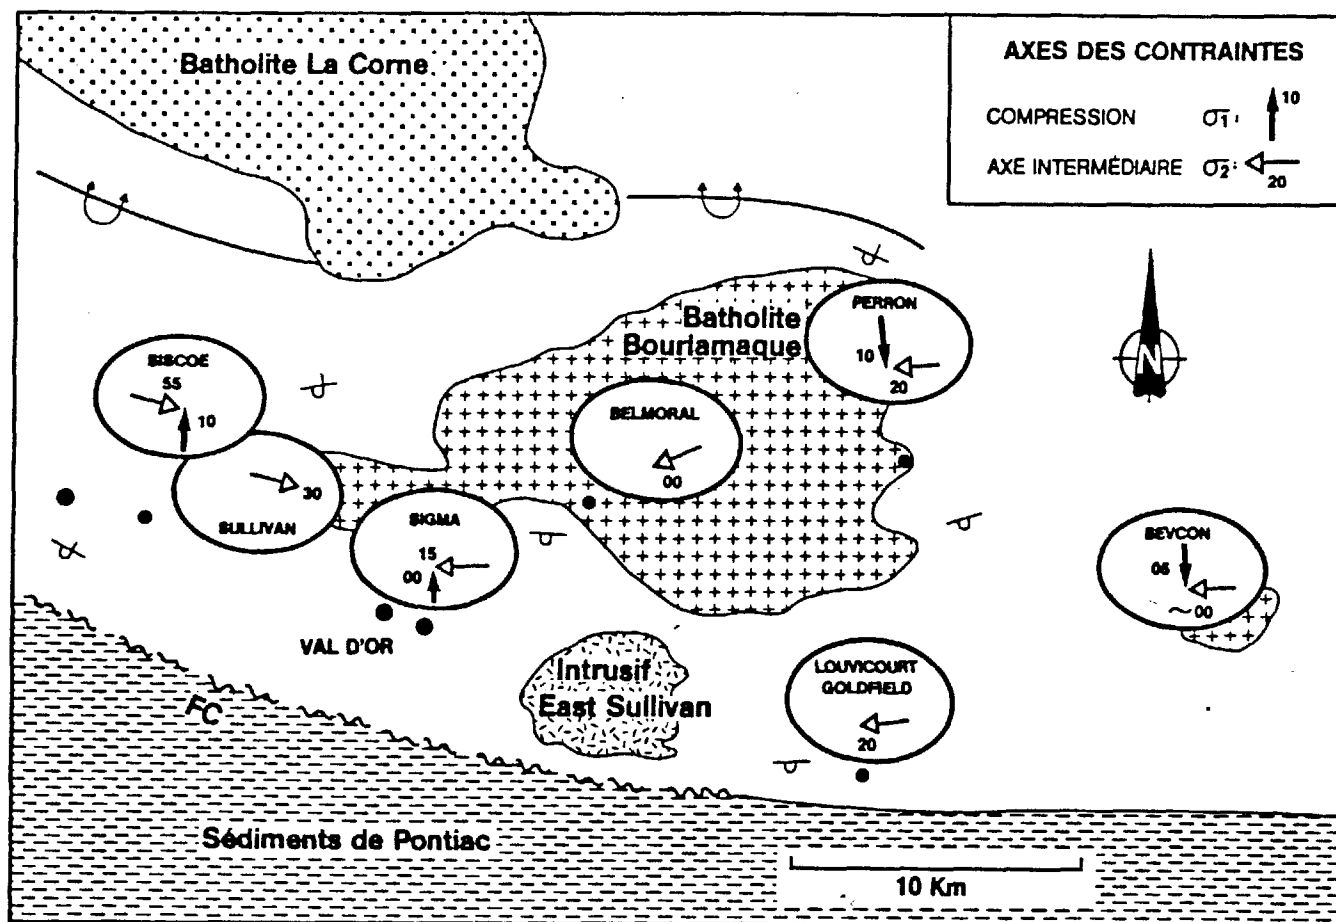 Batholite La Corne
AXES DES CONTRAINTES
COMPRESSION σ1: 10
AXE INTERMÉDIAIRE σ2: 20
N
Batholite
Bourlamaque
PERRON
10
20
SISCOE
55
10
BELMORAL
00
SULLIVAN
30
SIGMA
15
00
BEVCON
05
~00
VAL D'OR
Intrusif
East Sullivan
LOUVICOURT
GOLDFIELD
20
FC
Sédiments de Pontiac
10 Km